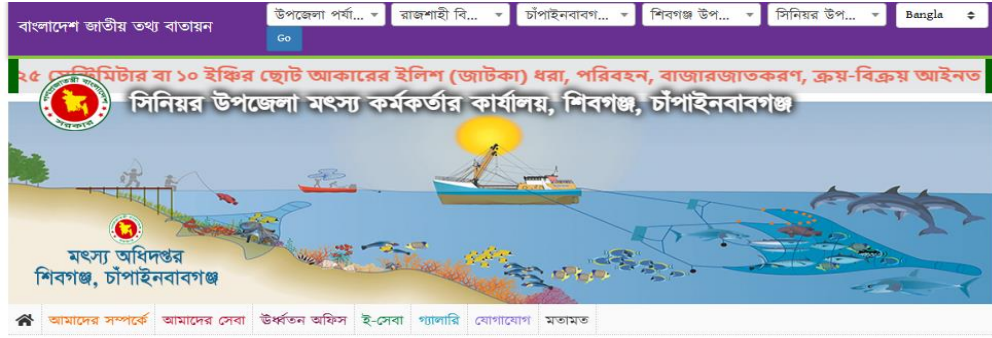 বাংলাদেশ জাতীয় তথ্য বাতায়ন
উপজেলা পর্যা... রাজশাহী বি... চাঁপাইনবাবগ... শিবগঞ্জ উপ... সিনিয়র উপ... Bangla
Go
২৫ সেন্টিমিটার বা ১০ ইঞ্চির ছোট আকারের ইলিশ (জাটকা) ধরা, পরিবহন, বাজারজাতকরণ, ক্রয়-বিক্রয় আইনত
সিনিয়র উপজেলা মৎস্য কর্মকর্তার কার্যালয়, শিবগঞ্জ, চাঁপাইনবাবগঞ্জ
মৎস্য অধিদপ্তর
শিবগঞ্জ, চাঁপাইনবাবগঞ্জ
আমাদের সম্পর্কে আমাদের সেবা উর্ধ্বতন অফিস ই-সেবা গ্যালারি যোগাযোগ মতামত